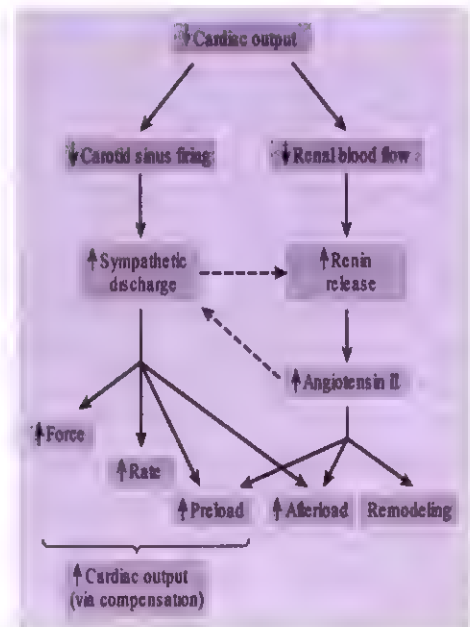 ↓Cardiac output
↓Carotid sinus firing
↓Renal blood flow
↑Sympathetic
discharge
↑Renin
release
↑Angiotensin II
↑Force
↑Rate
↑Preload
↑Afterload
Remodeling
↑Cardiac output
(via compensation)